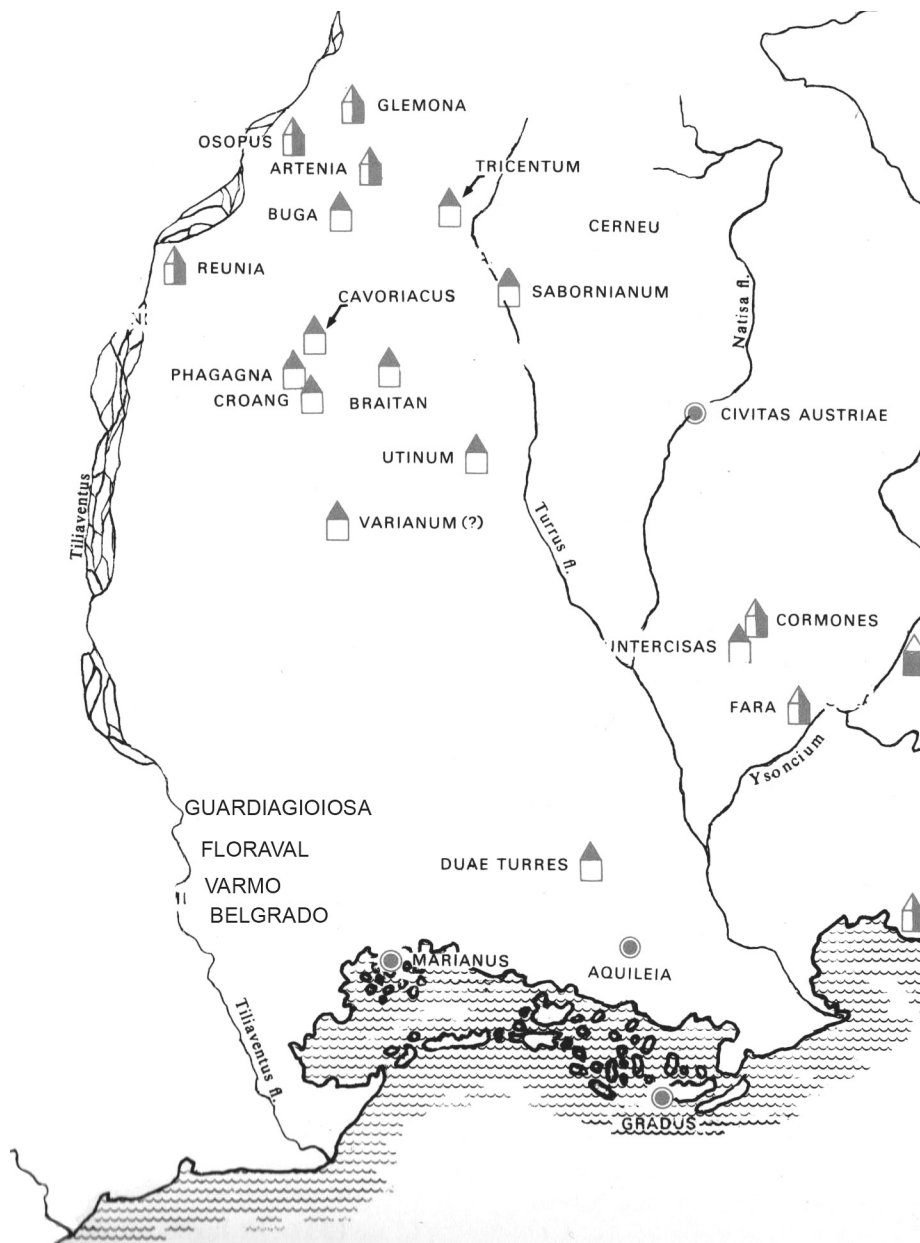 GLEMONA
OSOPUS
ARTENIA
TRICENTUM
BUGA
CERNEU
REUNIA
SABORNIANUM
CAVORIACUS
Natisa fl.
PHAGAGNA
CROANG
BRAITAN
CIVITAS AUSTRIAE
UTINUM
Tiliaventus
VARIANUM (?)
Turrus fl.
CORMONES
INTERCISAS
FARA
Ysoncium
GUARDIAGIOIOSA
FLORAVAL
DUAE TURRES
VARMO
BELGRADO
MARIANUS
AQUILEIA
Tiliaventus fl.
GRADUS